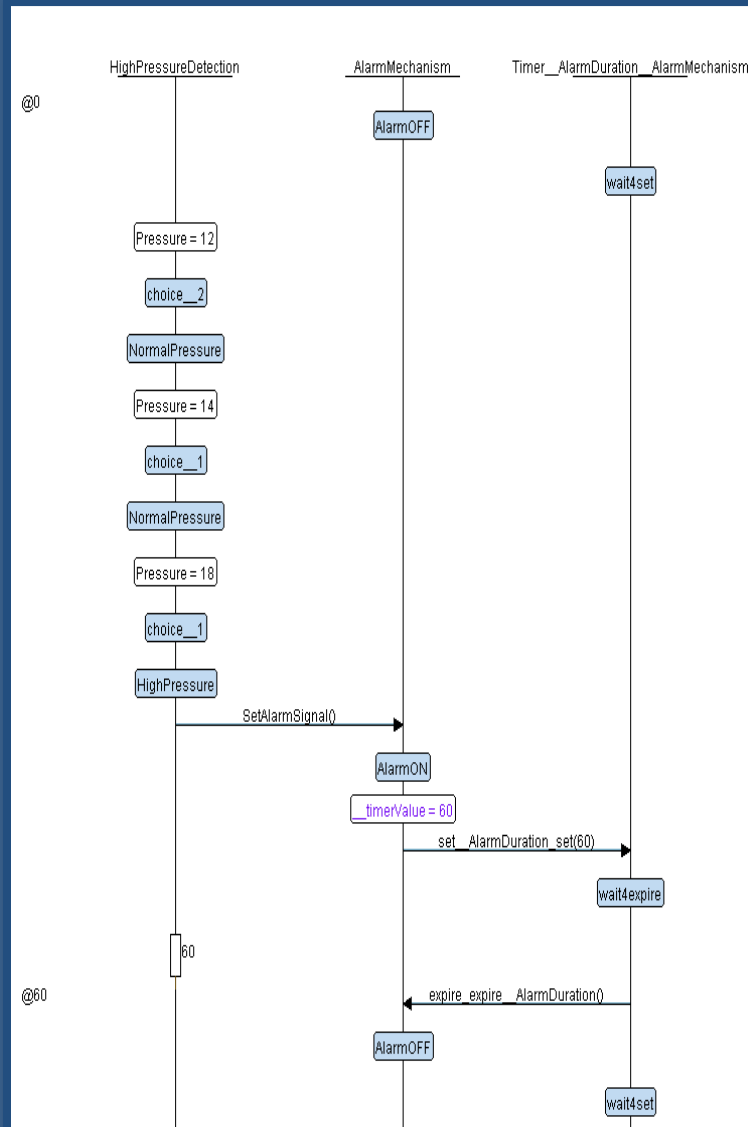 HighPressureDetection
AlarmMechanism
Timer__AlarmDuration__AlarmMechanism
@0
AlarmOFF
wait4set
Pressure = 12
choice__2
NormalPressure
Pressure = 14
choice__1
NormalPressure
Pressure = 18
choice__1
HighPressure
SetAlarmSignal()
AlarmON
__timerValue = 60
set__AlarmDuration_set(60)
wait4expire
60
@60
expire_expire__AlarmDuration()
AlarmOFF
wait4set